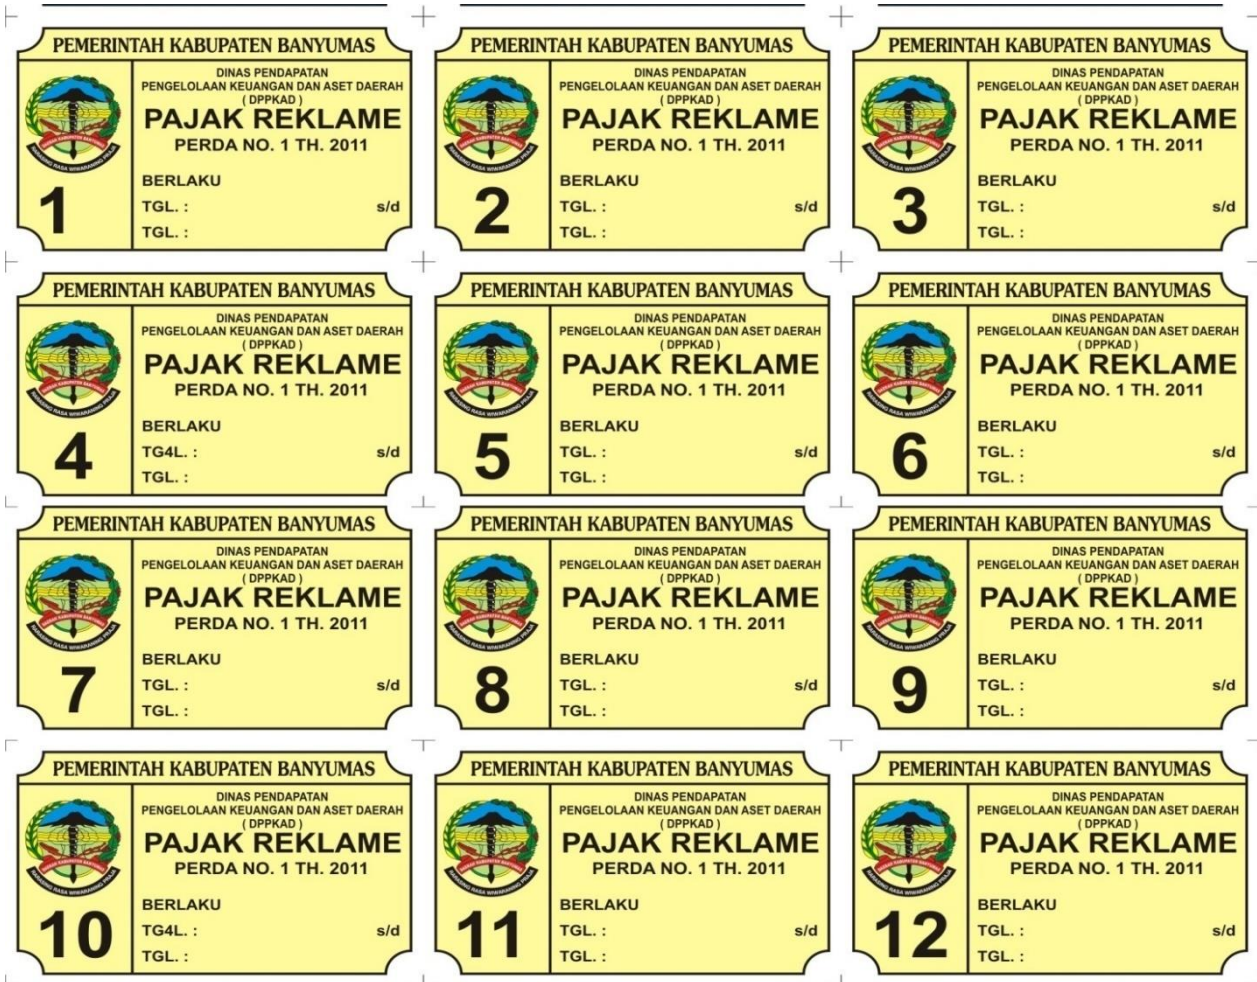 PEMERINTAH KABUPATEN BANYUMAS
DINAS PENDAPATAN
PENGELOLAAN KEUANGAN DAN ASET DAERAH
( DPPKAD )
PAJAK REKLAME
PERDA NO. 1 TH. 2011
BERLAKU
TGL. : s/d
TGL. :
1
PEMERINTAH KABUPATEN BANYUMAS
DINAS PENDAPATAN
PENGELOLAAN KEUANGAN DAN ASET DAERAH
( DPPKAD )
PAJAK REKLAME
PERDA NO. 1 TH. 2011
BERLAKU
TGL. : s/d
TGL. :
2
PEMERINTAH KABUPATEN BANYUMAS
DINAS PENDAPATAN
PENGELOLAAN KEUANGAN DAN ASET DAERAH
( DPPKAD )
PAJAK REKLAME
PERDA NO. 1 TH. 2011
BERLAKU
TGL. : s/d
TGL. :
3
PEMERINTAH KABUPATEN BANYUMAS
DINAS PENDAPATAN
PENGELOLAAN KEUANGAN DAN ASET DAERAH
( DPPKAD )
PAJAK REKLAME
PERDA NO. 1 TH. 2011
BERLAKU
TG4L. : s/d
TGL. :
4
PEMERINTAH KABUPATEN BANYUMAS
DINAS PENDAPATAN
PENGELOLAAN KEUANGAN DAN ASET DAERAH
( DPPKAD )
PAJAK REKLAME
PERDA NO. 1 TH. 2011
BERLAKU
TGL. : s/d
TGL. :
5
PEMERINTAH KABUPATEN BANYUMAS
DINAS PENDAPATAN
PENGELOLAAN KEUANGAN DAN ASET DAERAH
( DPPKAD )
PAJAK REKLAME
PERDA NO. 1 TH. 2011
BERLAKU
TGL. : s/d
TGL. :
6
PEMERINTAH KABUPATEN BANYUMAS
DINAS PENDAPATAN
PENGELOLAAN KEUANGAN DAN ASET DAERAH
( DPPKAD )
PAJAK REKLAME
PERDA NO. 1 TH. 2011
BERLAKU
TGL. : s/d
TGL. :
7
PEMERINTAH KABUPATEN BANYUMAS
DINAS PENDAPATAN
PENGELOLAAN KEUANGAN DAN ASET DAERAH
( DPPKAD )
PAJAK REKLAME
PERDA NO. 1 TH. 2011
BERLAKU
TGL. : s/d
TGL. :
8
PEMERINTAH KABUPATEN BANYUMAS
DINAS PENDAPATAN
PENGELOLAAN KEUANGAN DAN ASET DAERAH
( DPPKAD )
PAJAK REKLAME
PERDA NO. 1 TH. 2011
BERLAKU
TGL. : s/d
TGL. :
9
PEMERINTAH KABUPATEN BANYUMAS
DINAS PENDAPATAN
PENGELOLAAN KEUANGAN DAN ASET DAERAH
( DPPKAD )
PAJAK REKLAME
PERDA NO. 1 TH. 2011
BERLAKU
TG4L. : s/d
TGL. :
10
PEMERINTAH KABUPATEN BANYUMAS
DINAS PENDAPATAN
PENGELOLAAN KEUANGAN DAN ASET DAERAH
( DPPKAD )
PAJAK REKLAME
PERDA NO. 1 TH. 2011
BERLAKU
TGL. : s/d
TGL. :
11
PEMERINTAH KABUPATEN BANYUMAS
DINAS PENDAPATAN
PENGELOLAAN KEUANGAN DAN ASET DAERAH
( DPPKAD )
PAJAK REKLAME
PERDA NO. 1 TH. 2011
BERLAKU
TGL. : s/d
TGL. :
12